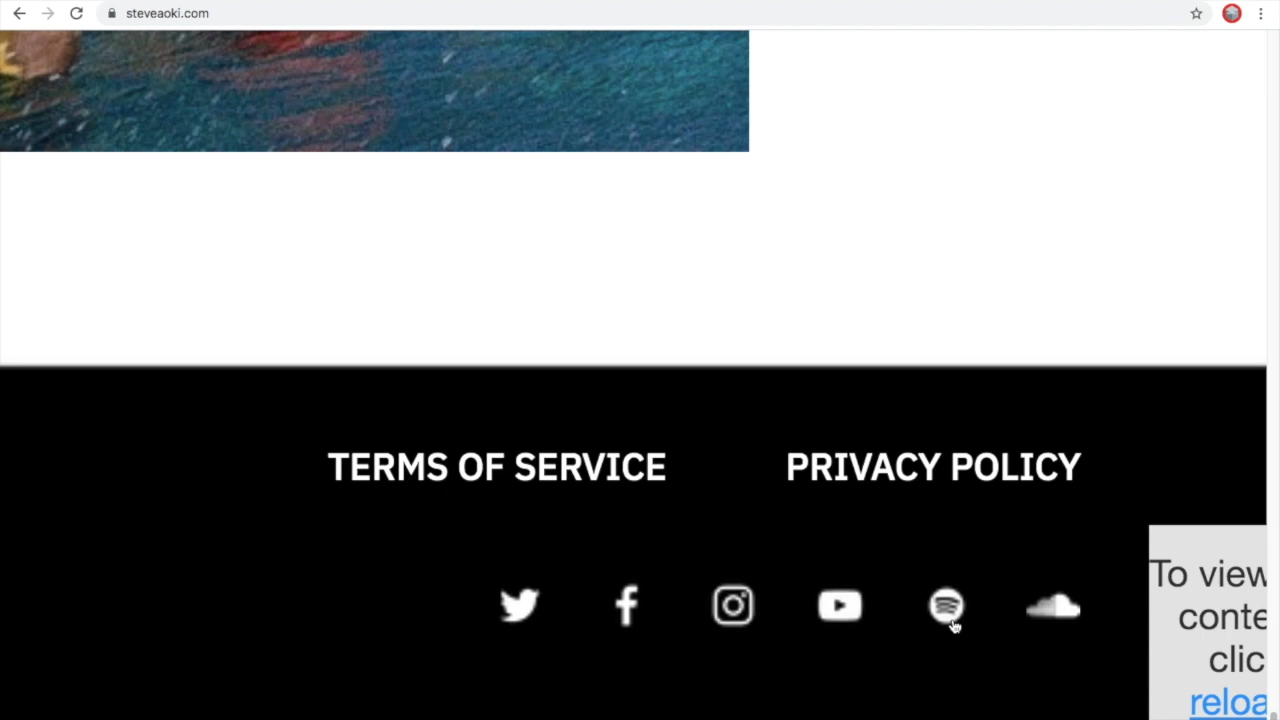 steveaoki.com
TERMS OF SERVICE
PRIVACY POLICY
To view
conte
clic
reloa